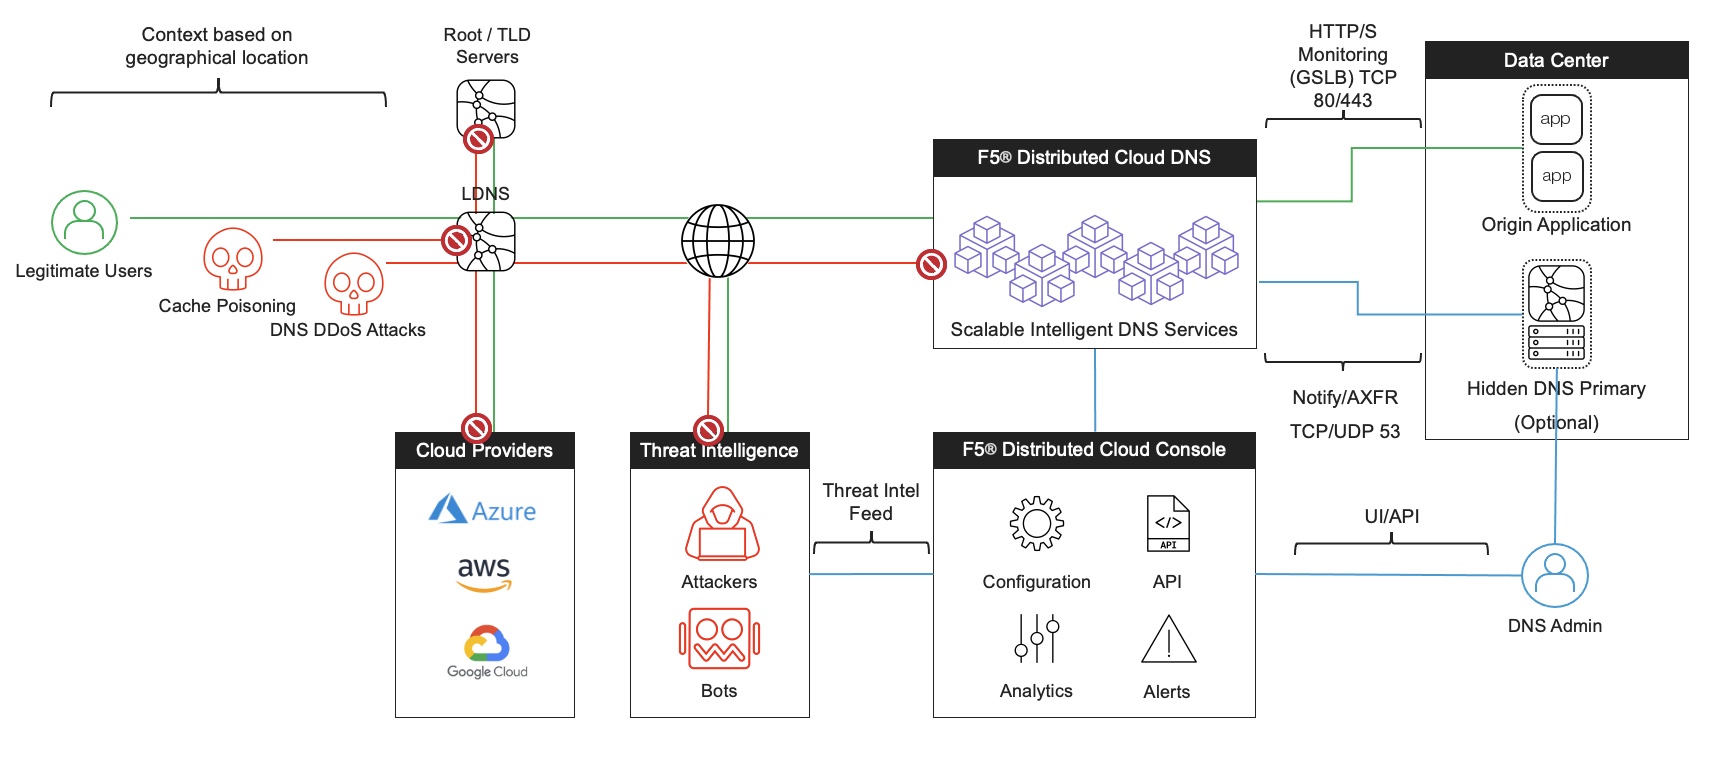 Context based on
geographical location
Root / TLD
Servers
HTTP/S
Monitoring
(GSLB) TCP
80/443
Data Center
app
app
Origin Application
F5® Distributed Cloud DNS
LDNS
Legitimate Users
Cache Poisoning
DNS DDoS Attacks
Scalable Intelligent DNS Services
Hidden DNS Primary
(Optional)
Notify/AXFR
TCP/UDP 53
Cloud Providers
Azure
aws
Google Cloud
Threat Intelligence
Attackers
Bots
Threat Intel
Feed
F5® Distributed Cloud Console
Configuration
</>
API
API
Analytics
Alerts
UI/API
DNS Admin